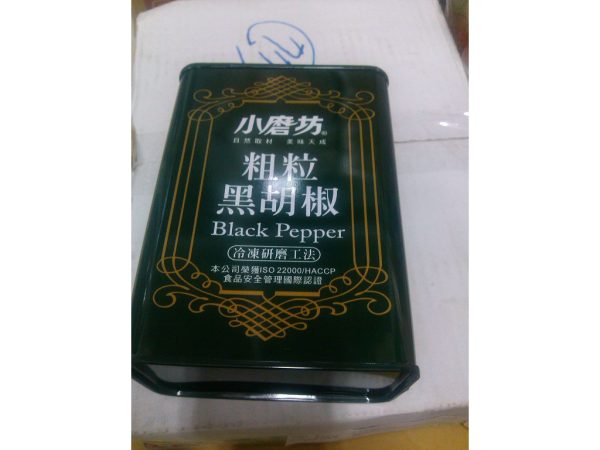 小磨坊®
自然取材 美味天成
粗粒
黑胡椒
Black Pepper
冷凍研磨工法
本公司榮獲ISO 22000/HACCP
食品安全管理國際認證